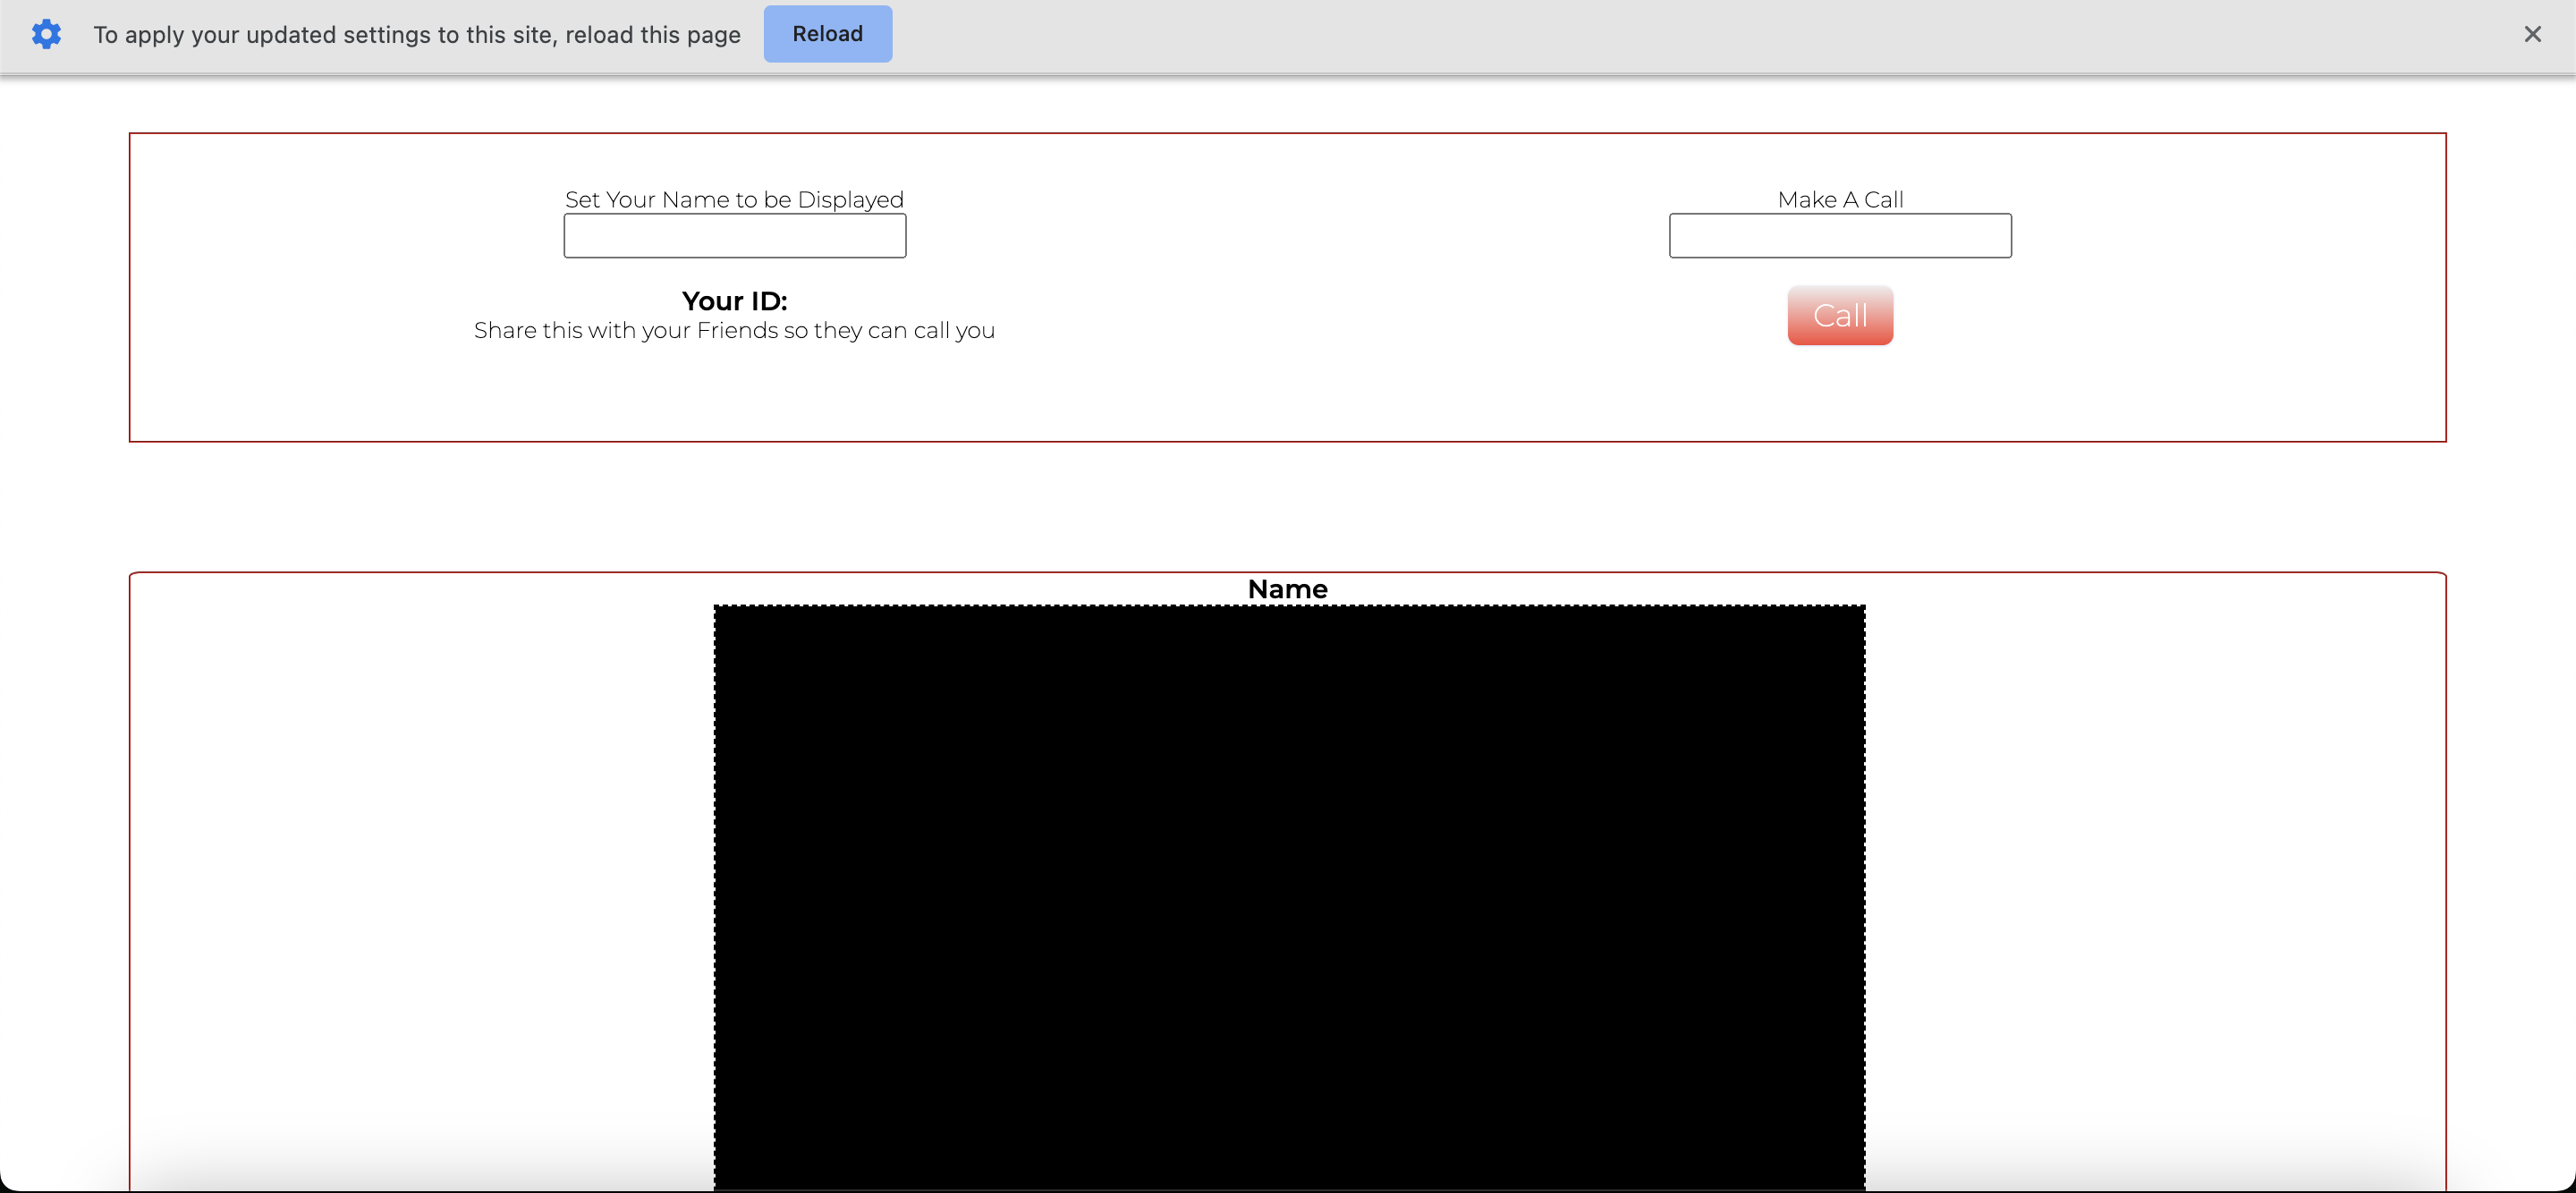 To apply your updated settings to this site, reload this page
Reload
Set Your Name to be Displayed
Your ID:
Share this with your Friends so they can call you
Make A Call
Call
Name